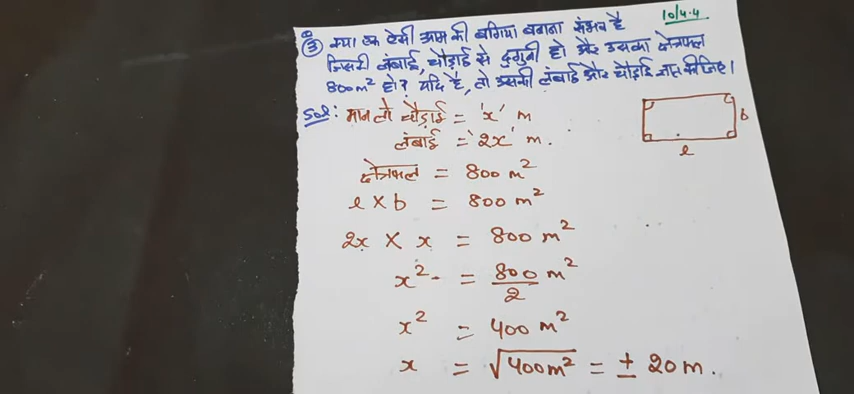 10/4.4
Q
③ क्या एक ऐसी आम की बगिया बनाना संभव है
जिसकी लंबाई, चौड़ाई से दुगुनी हो और उसका क्षेत्रफल
800m² हो? यदि है, तो उसकी लंबाई और चौड़ाई ज्ञात कीजिए।
Sol: मान लो चौड़ाई = 'x' m
लंबाई = '2x' m.
b
l
क्षेत्रफल = 800 m²
l × b = 800 m²
2x × x = 800 m²
x² = 800/2 m²
x² = 400 m²
x = √400m² = ± 20 m.